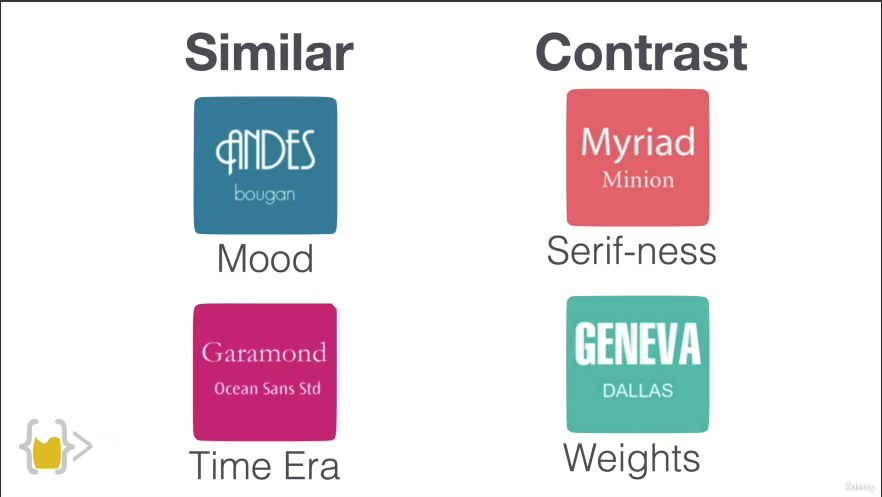 Similar
ANDES
bougan
Mood
Garamond
Ocean Sans Std
Time Era
Contrast
Myriad
Minion
Serif-ness
GENEVA
DALLAS
Weights
Udemy